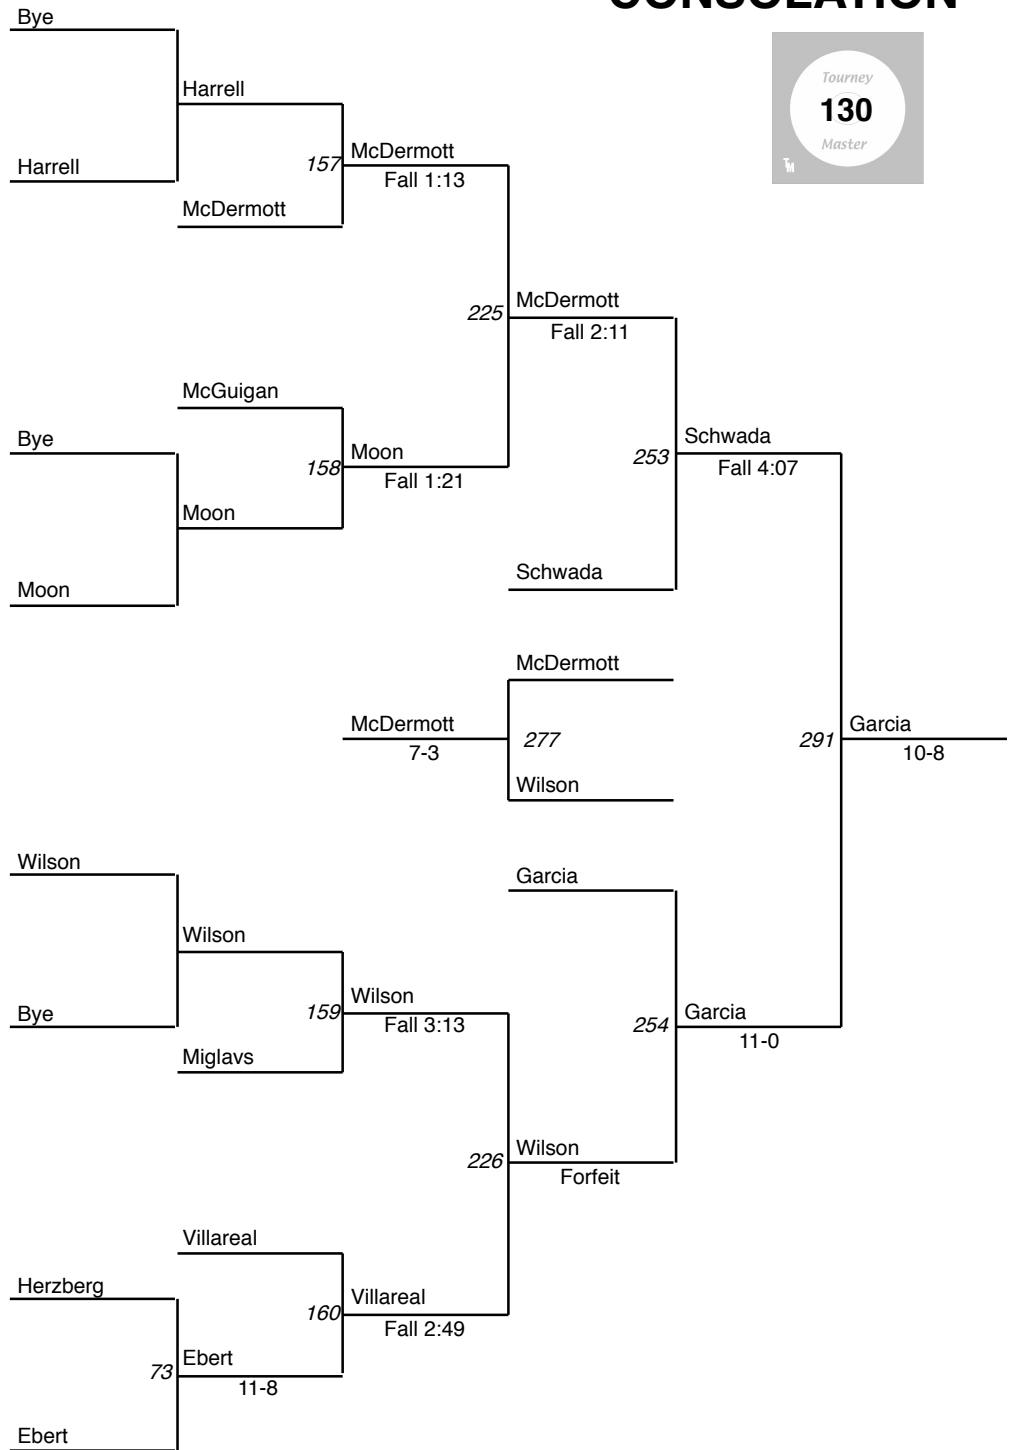 CONSOLATION
Bye
Tourney
130
Master
TM
Harrell
McDermott
157
Fall 1:13
Harrell
McDermott
McDermott
225
Fall 2:11
McGuigan
Bye
Schwada
Moon
253
158
Fall 4:07
Fall 1:21
Moon
Schwada
Moon
McDermott
McDermott
Garcia
277
291
7-3
10-8
Wilson
Wilson
Garcia
Wilson
Wilson
159
Garcia
Bye
254
Fall 3:13
11-0
Miglavs
Wilson
226
Forfeit
Villareal
Herzberg
Villareal
160
Fall 2:49
Ebert
73
11-8
Ebert